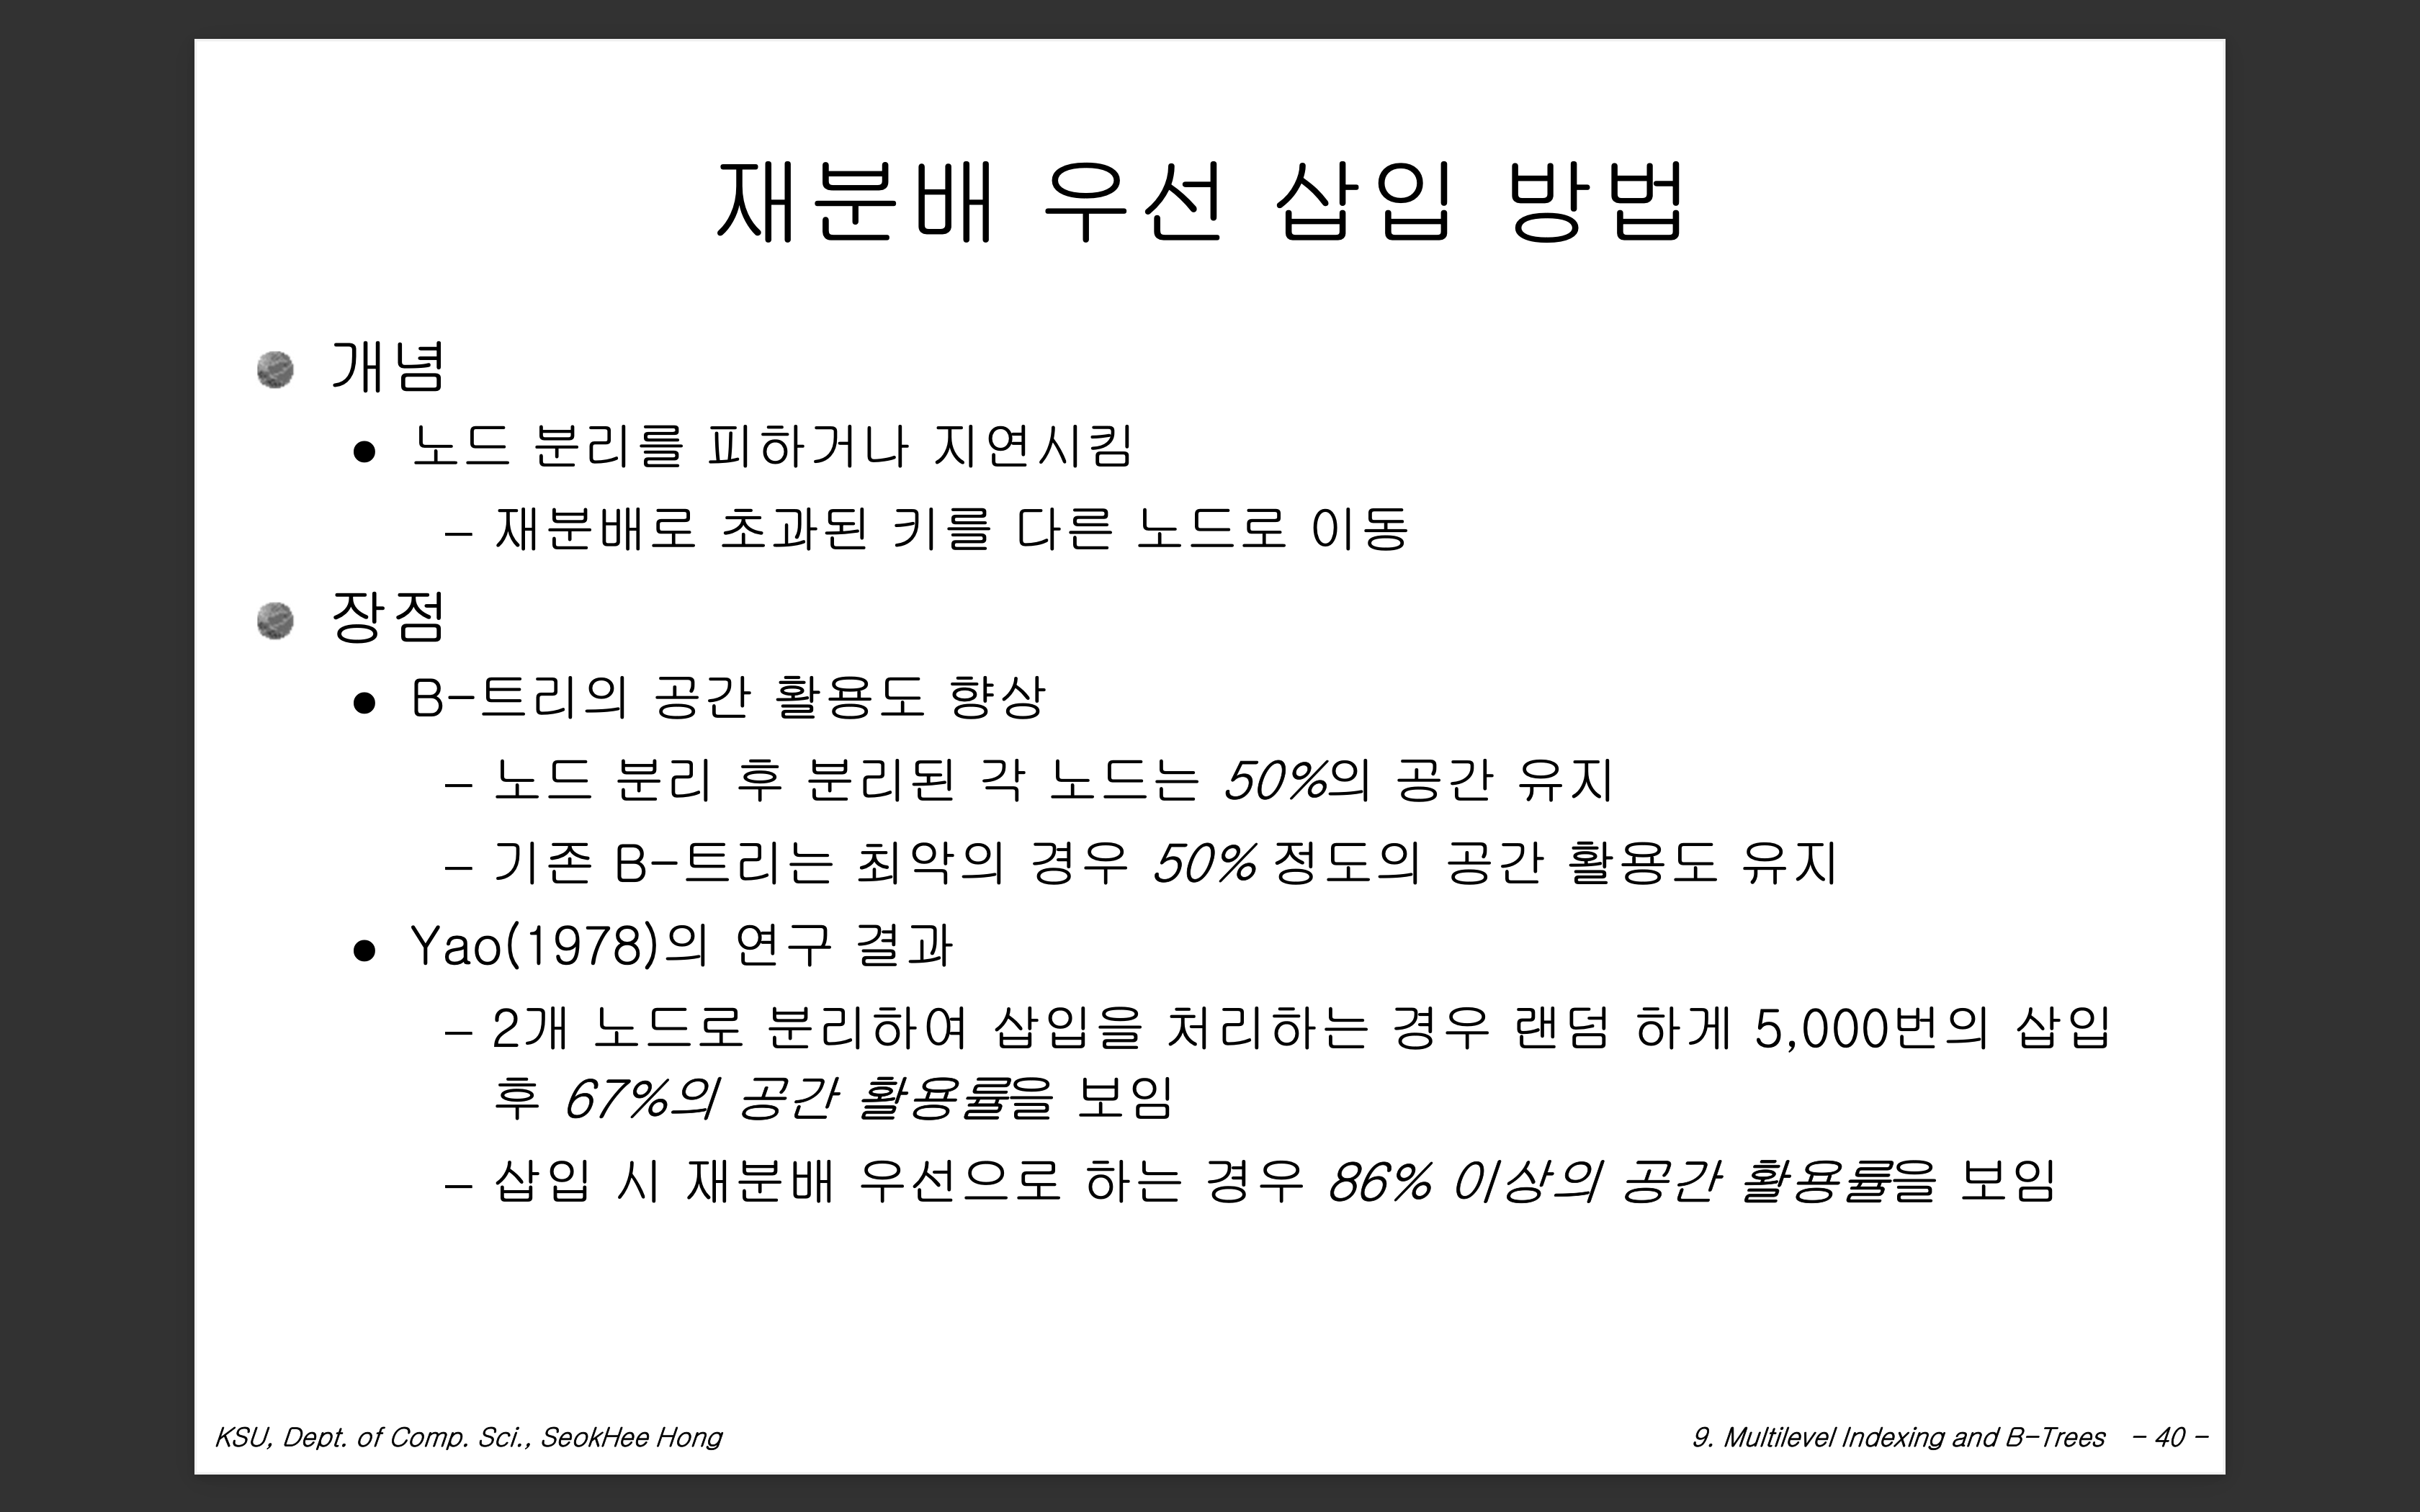 재분배 우선 삽입 방법
개념
● 노드 분리를 피하거나 지연시킴
– 재분배로 초과된 키를 다른 노드로 이동
장점
● B-트리의 공간 활용도 향상
– 노드 분리 후 분리된 각 노드는 50%의 공간 유지
– 기존 B-트리는 최악의 경우 50% 정도의 공간 활용도 유지
● Yao(1978)의 연구 결과
– 2개 노드로 분리하여 삽입을 처리하는 경우 랜덤 하게 5,000번의 삽입
후 67%의 공간 활용률을 보임
– 삽입 시 재분배 우선으로 하는 경우 86% 이상의 공간 활용률을 보임
KSU, Dept. of Comp. Sci., SeokHee Hong
9. Multilevel Indexing and B-Trees – 40 –